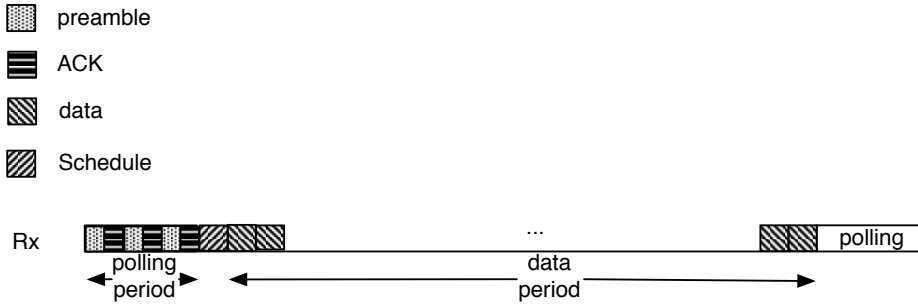 preamble
ACK
data
Schedule
Rx
...
polling
polling
period
data
period